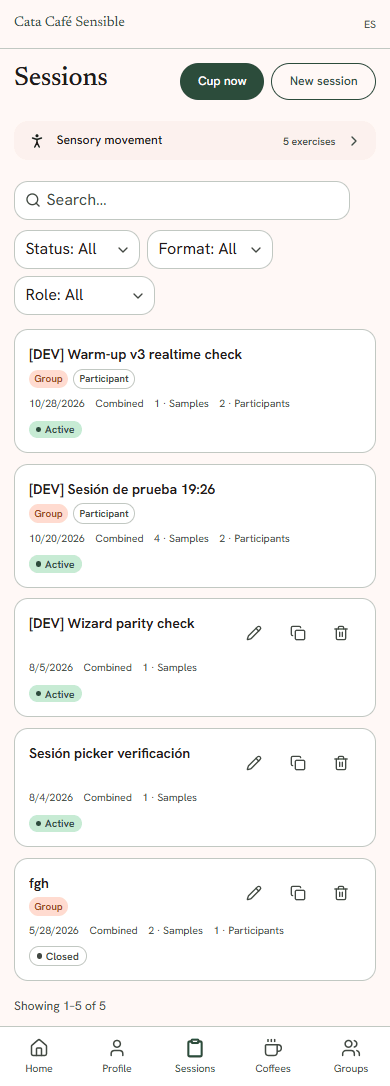 Cata Café Sensible
ES
Sessions
Cup now
New session
Sensory movement
5 exercises
Search...
Status: All
Format: All
Role: All
[DEV] Warm-up v3 realtime check
Group
Participant
10/28/2026 Combined 1 · Samples 2 · Participants
Active
[DEV] Sesión de prueba 19:26
Group
Participant
10/20/2026 Combined 4 · Samples 2 · Participants
Active
[DEV] Wizard parity check
8/5/2026 Combined 1 · Samples
Active
Sesión picker verificación
8/4/2026 Combined 1 · Samples
Active
fgh
Group
5/28/2026 Combined 2 · Samples 1 · Participants
Closed
Showing 1–5 of 5
Home
Profile
Sessions
Coffees
Groups